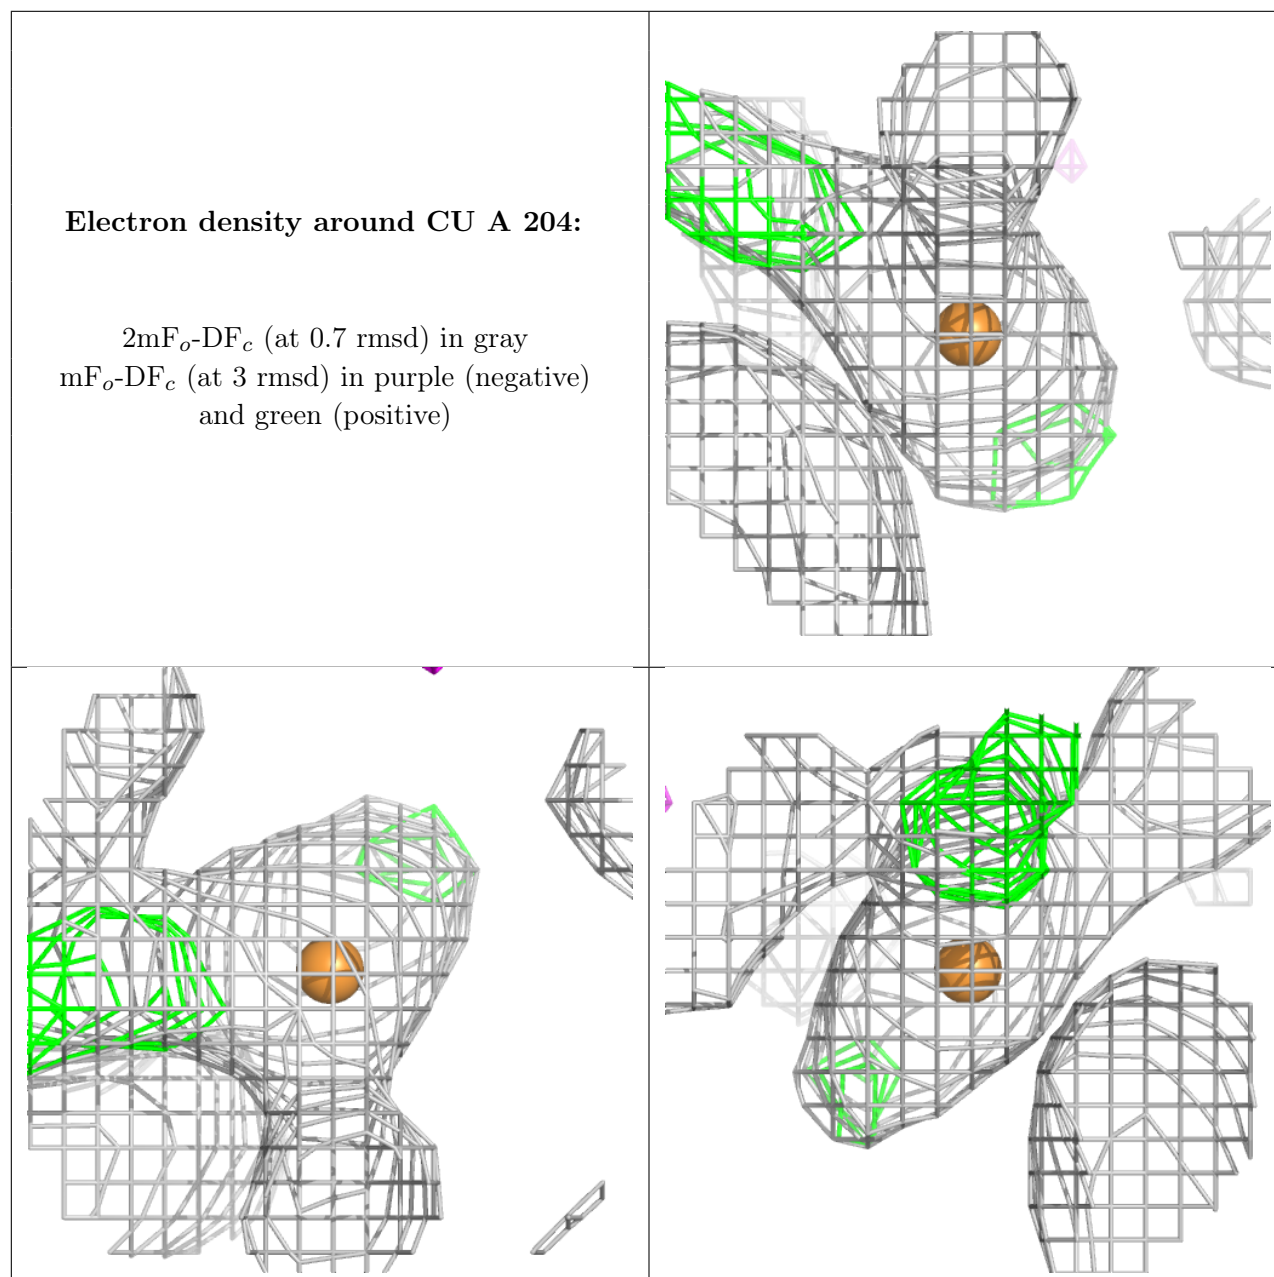 Electron density around CU A 204:
2mFo-DFc (at 0.7 rmsd) in gray
mFo-DFc (at 3 rmsd) in purple (negative)
and green (positive)